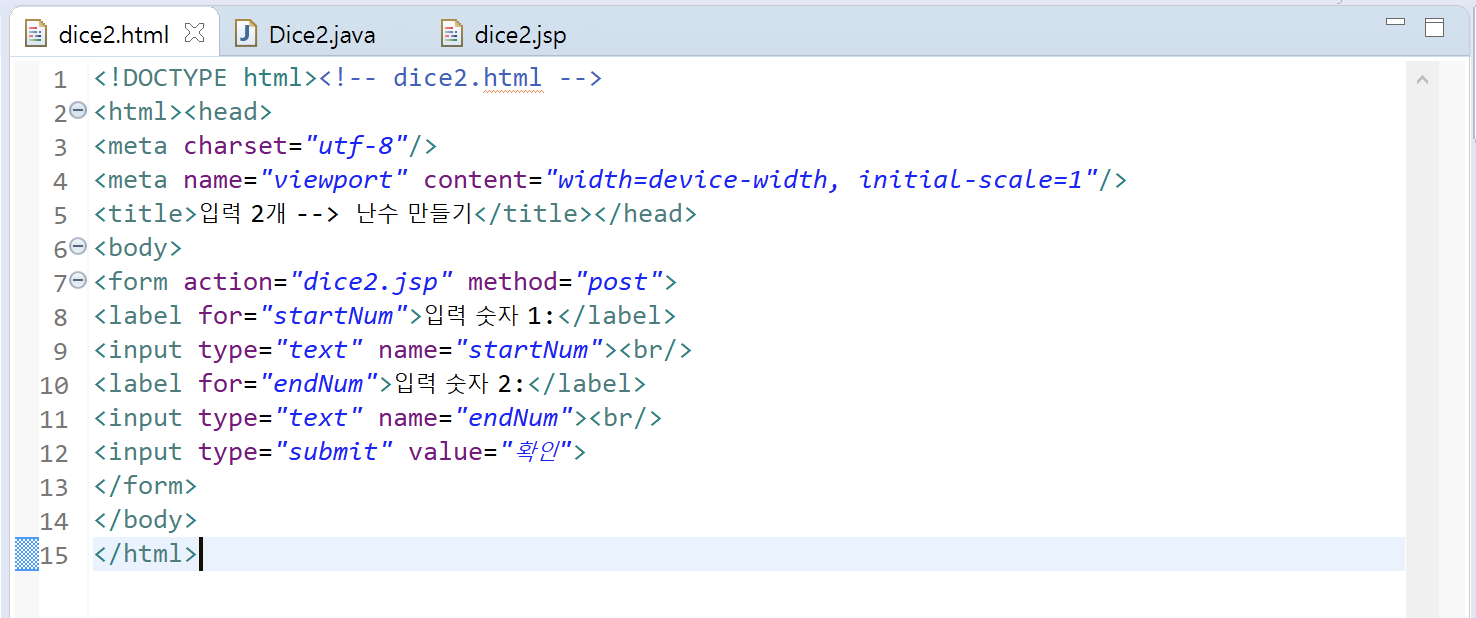 dice2.html Dice2.java dice2.jsp
1 <!DOCTYPE html><!-- dice2.html -->
2 <html><head>
3 <meta charset="utf-8"/>
4 <meta name="viewport" content="width=device-width, initial-scale=1"/>
5 <title>입력 2개 --> 난수 만들기</title></head>
6 <body>
7 <form action="dice2.jsp" method="post">
8 <label for="startNum">입력 숫자 1:</label>
9 <input type="text" name="startNum"><br/>
10 <label for="endNum">입력 숫자 2:</label>
11 <input type="text" name="endNum"><br/>
12 <input type="submit" value="확인">
13 </form>
14 </body>
15 </html>